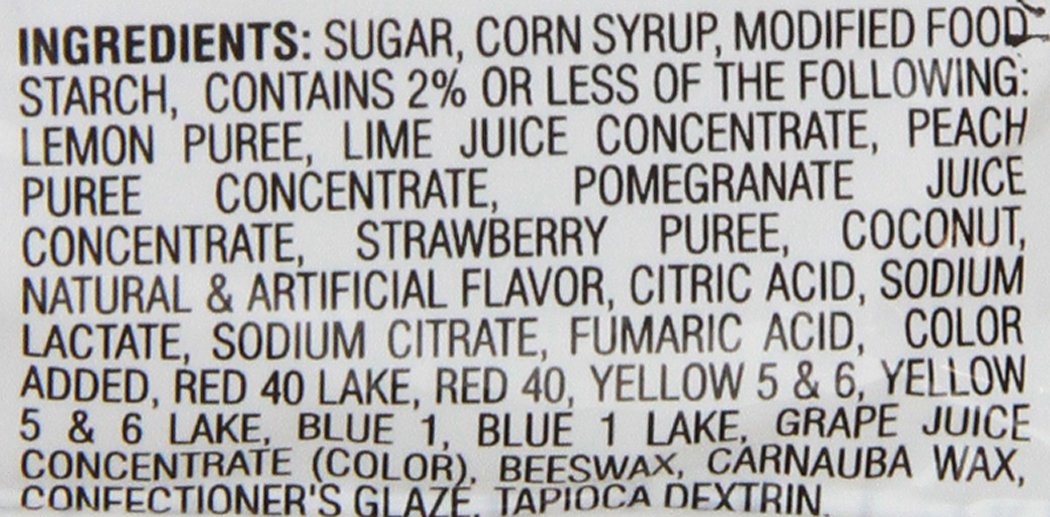 INGREDIENTS: SUGAR, CORN SYRUP, MODIFIED FOOD
STARCH, CONTAINS 2% OR LESS OF THE FOLLOWING:
LEMON PUREE, LIME JUICE CONCENTRATE, PEACH
PUREE CONCENTRATE, POMEGRANATE JUICE
CONCENTRATE, STRAWBERRY PUREE, COCONUT,
NATURAL & ARTIFICIAL FLAVOR, CITRIC ACID, SODIUM
LACTATE, SODIUM CITRATE, FUMARIC ACID, COLOR
ADDED, RED 40 LAKE, RED 40, YELLOW 5 & 6, YELLOW
5 & 6 LAKE, BLUE 1, BLUE 1 LAKE, GRAPE JUICE
CONCENTRATE (COLOR), BEESWAX, CARNAUBA WAX,
CONFECTIONER'S GLAZE, TAPIOCA DEXTRIN.